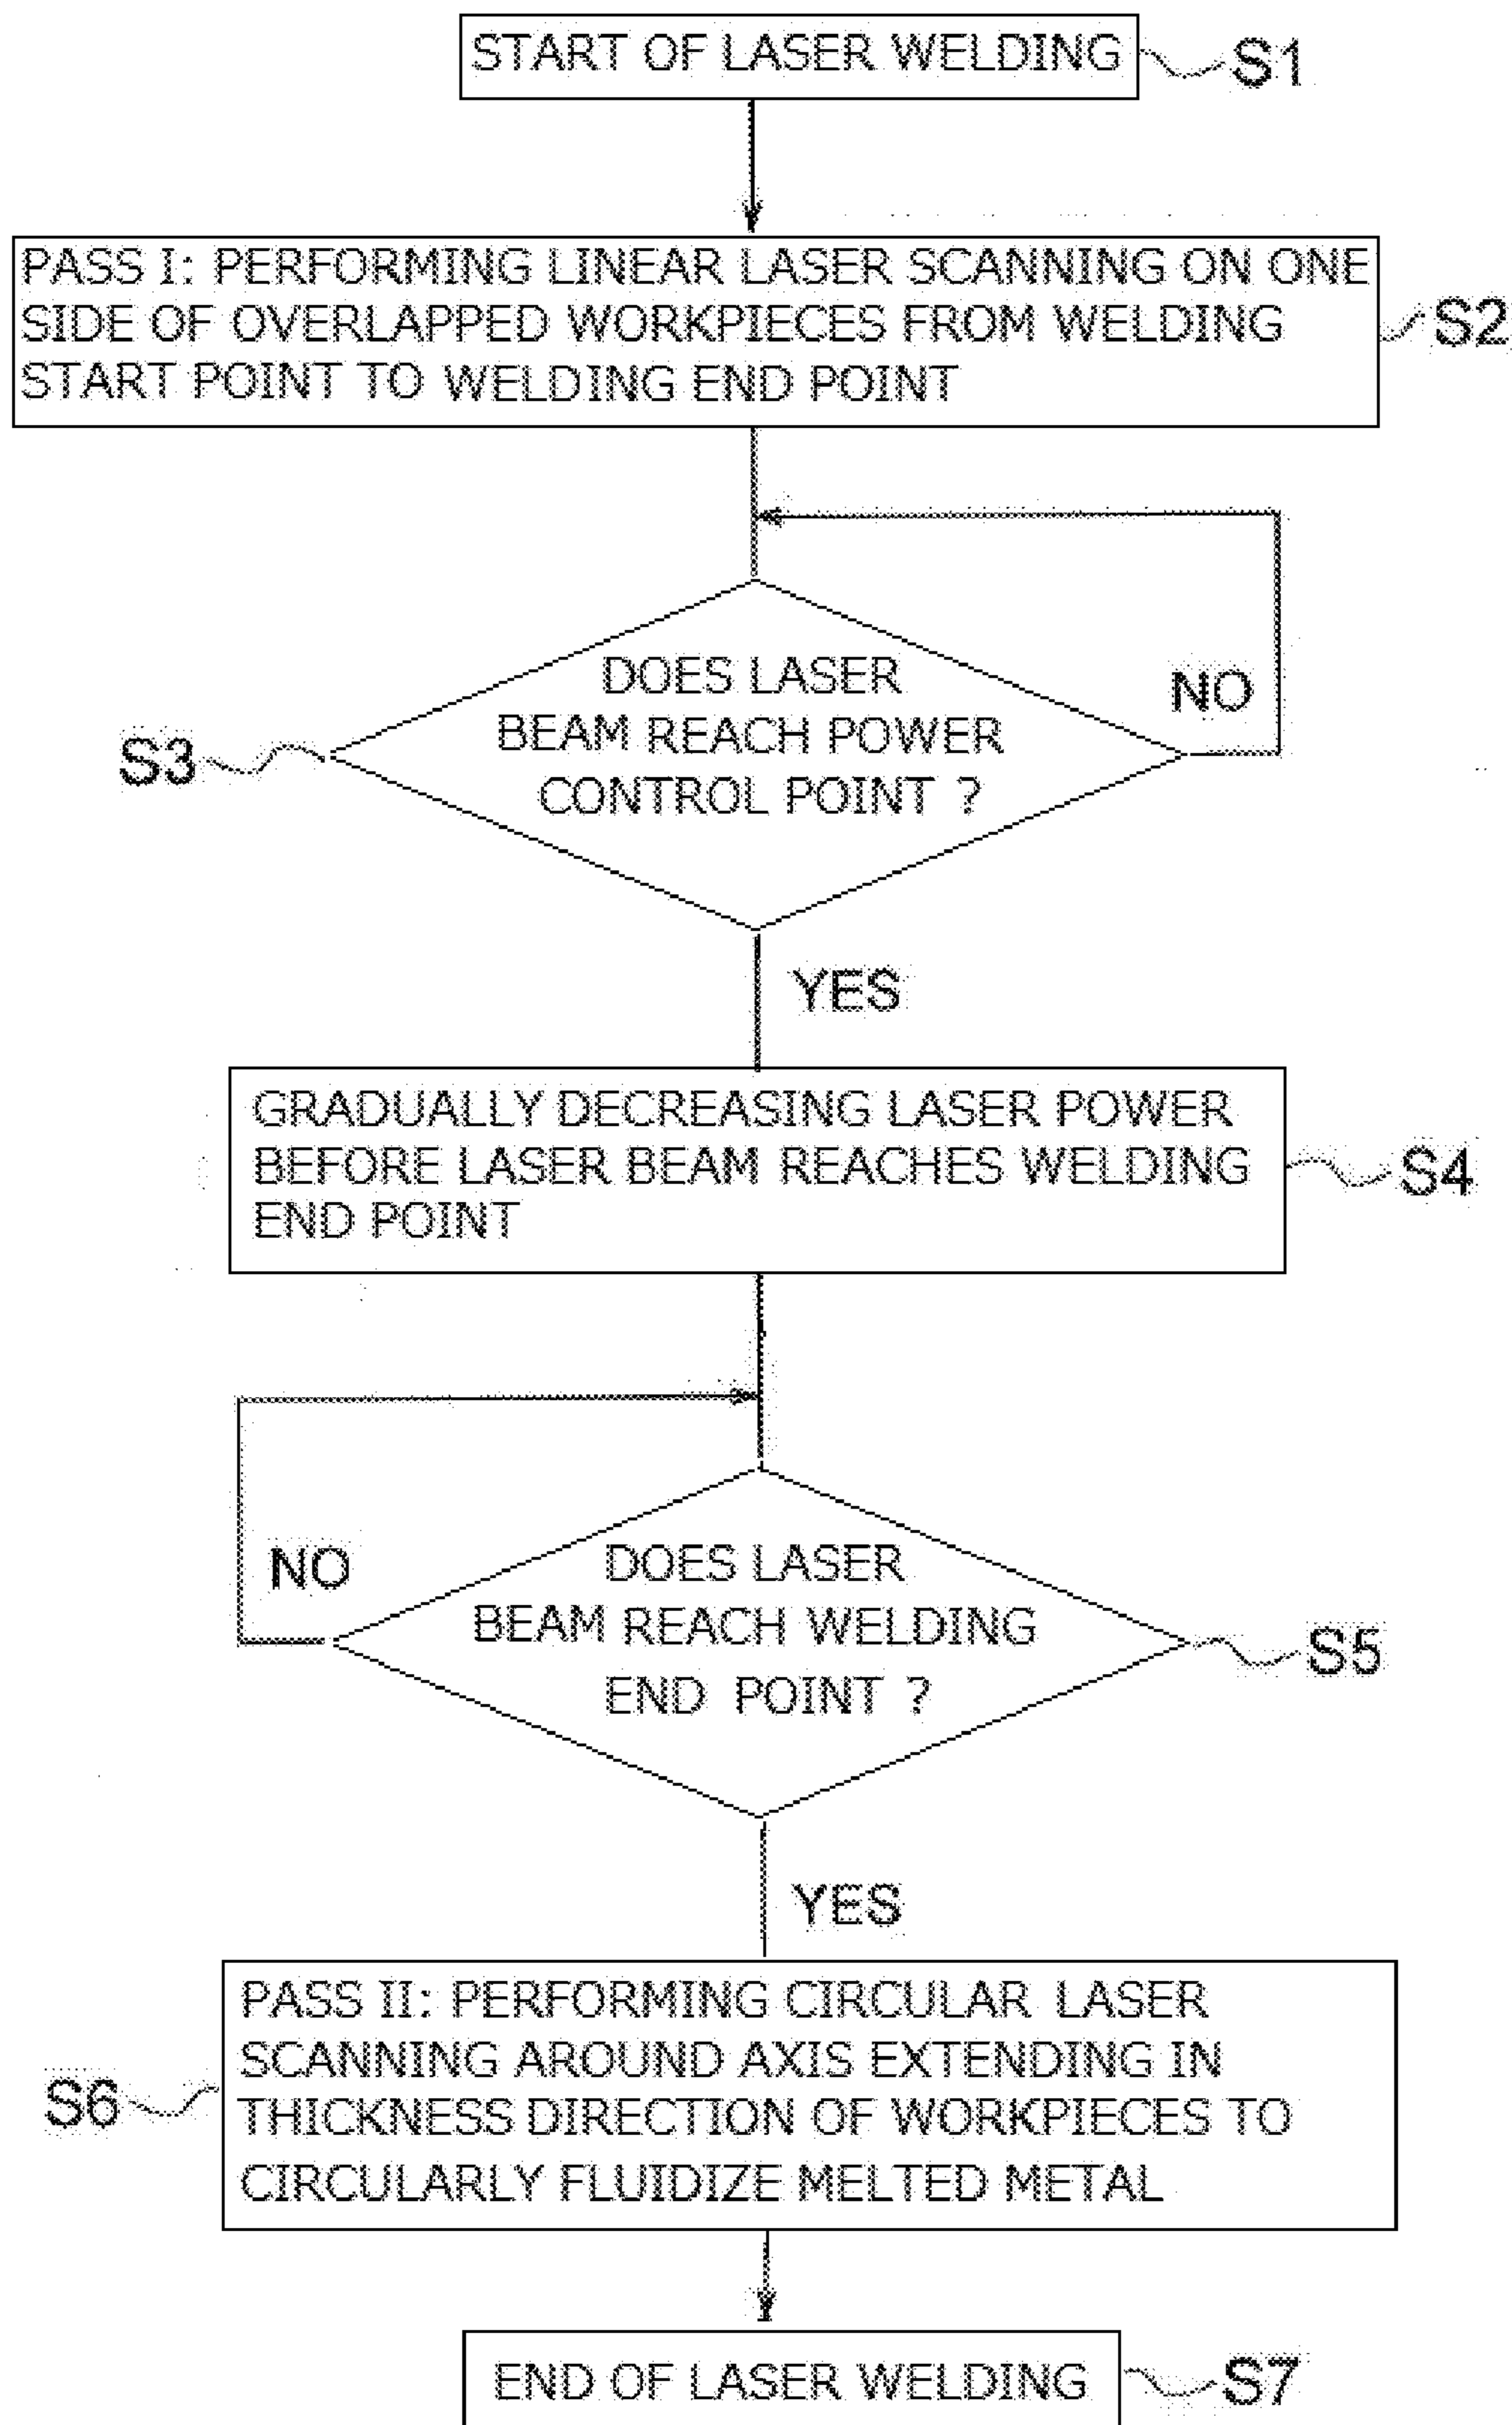 START OF LASER WELDING
S1
PASS I: PERFORMING LINEAR LASER SCANNING ON ONE
SIDE OF OVERLAPPED WORKPIECES FROM WELDING
START POINT TO WELDING END POINT
S2
DOES LASER
BEAM REACH POWER
CONTROL POINT ?
NO
S3
YES
GRADUALLY DECREASING LASER POWER
BEFORE LASER BEAM REACHES WELDING
END POINT
S4
NO
DOES LASER
BEAM REACH WELDING
END POINT ?
S5
YES
PASS II: PERFORMING CIRCULAR LASER
SCANNING AROUND AXIS EXTENDING IN
THICKNESS DIRECTION OF WORKPIECES TO
CIRCULARLY FLUIDIZE MELTED METAL
S6
END OF LASER WELDING
S7